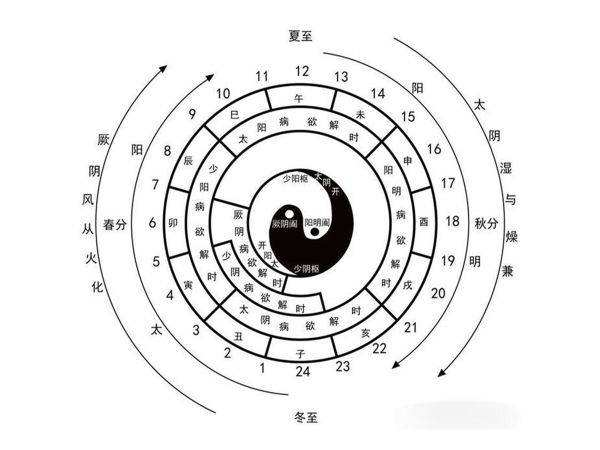 夏至
12
13
14
15
16
17
18
19
20
21
22
23
24
1
2
3
4
5
6
7
8
9
10
11
冬至
春分
秋分
厥阴风从火化
太阳
阳明
太阴湿与燥兼
午
未
申
酉
戌
亥
子
丑
寅
卯
辰
巳
太阳病欲解时
阳明病欲解时
太阴病欲解时
少阳病欲解时
少阴病欲解时
厥阴病欲解时
少阳枢
太阴开
厥阴阖
阳明阖
太阳开
少阴枢